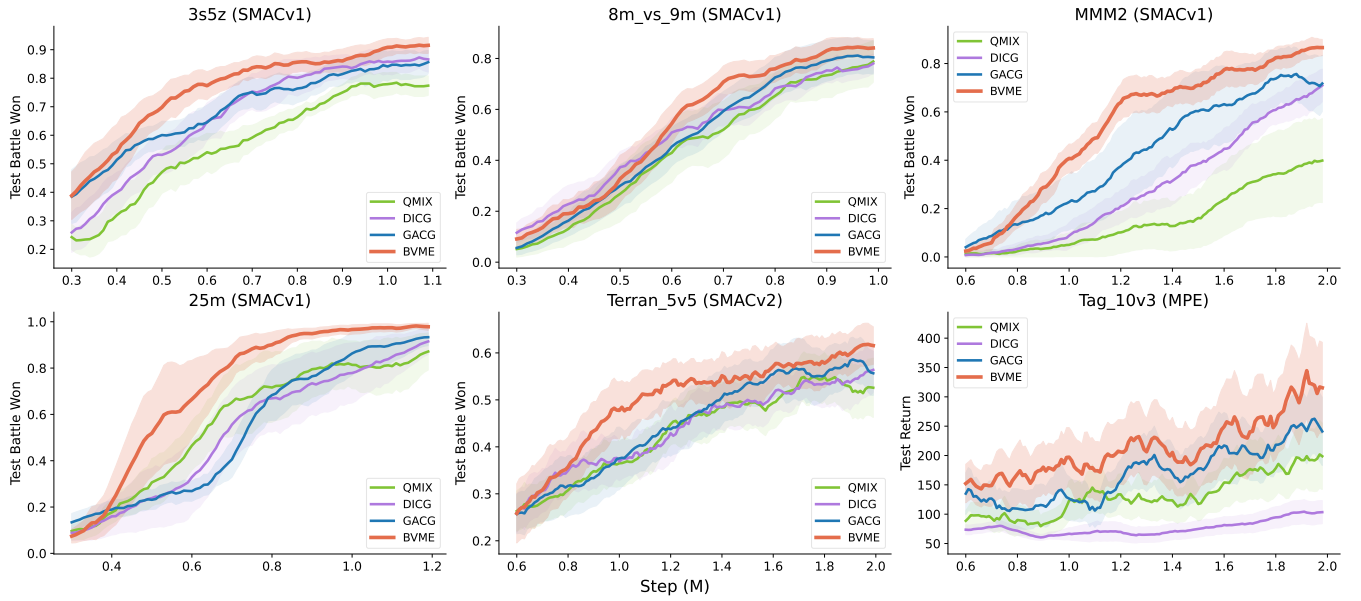 3s5z (SMACv1)
Test Battle Won
0.9
0.8
0.7
0.6
0.5
0.4
0.3
0.2
QMIX
DICG
GACG
BVME
0.3 0.4 0.5 0.6 0.7 0.8 0.9 1.0 1.1
8m_vs_9m (SMACv1)
Test Battle Won
0.8
0.6
0.4
0.2
0.0
QMIX
DICG
GACG
BVME
0.3 0.4 0.5 0.6 0.7 0.8 0.9 1.0
MMM2 (SMACv1)
Test Battle Won
0.8
0.6
0.4
0.2
0.0
QMIX
DICG
GACG
BVME
0.6 0.8 1.0 1.2 1.4 1.6 1.8 2.0
25m (SMACv1)
Test Battle Won
1.0
0.8
0.6
0.4
0.2
0.0
QMIX
DICG
GACG
BVME
0.4 0.6 0.8 1.0 1.2
Terran_5v5 (SMACv2)
Test Battle Won
0.6
0.5
0.4
0.3
0.2
QMIX
DICG
GACG
BVME
0.6 0.8 1.0 1.2 1.4 1.6 1.8 2.0
Tag_10v3 (MPE)
Test Return
400
350
300
250
200
150
100
50
QMIX
DICG
GACG
BVME
0.6 0.8 1.0 1.2 1.4 1.6 1.8 2.0
Step (M)